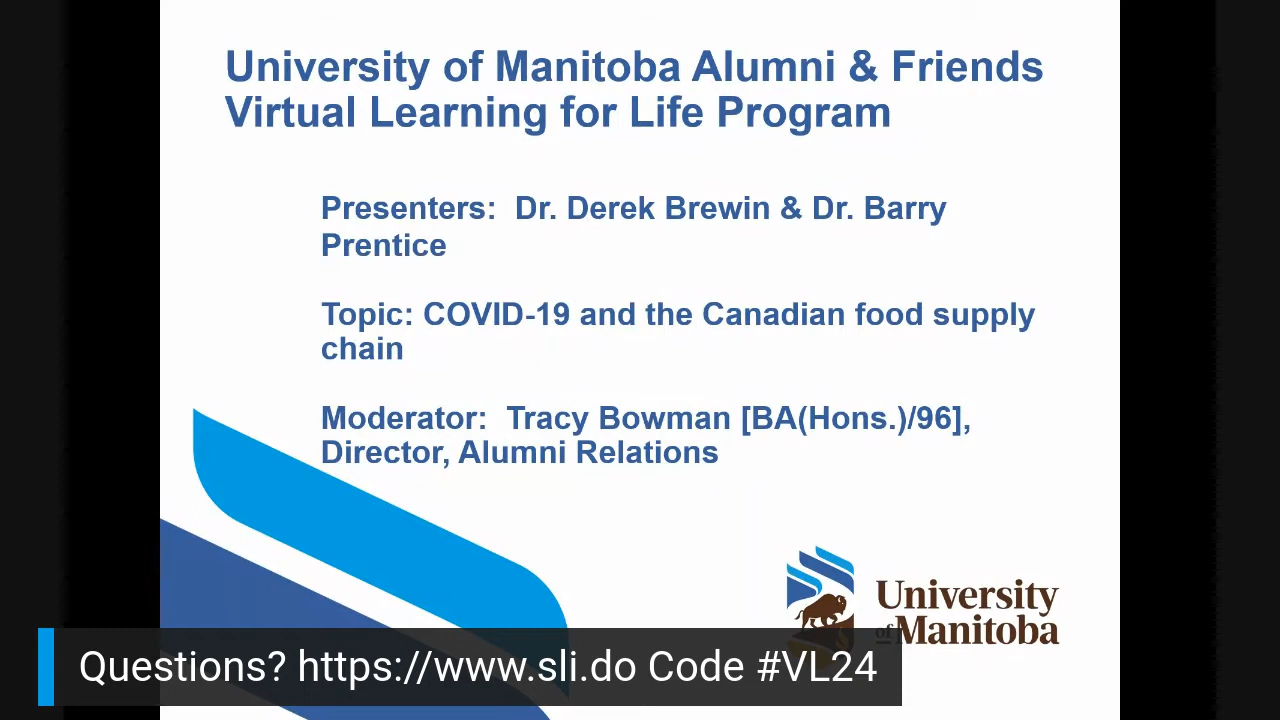 University of Manitoba Alumni & Friends
Virtual Learning for Life Program
Presenters:  Dr. Derek Brewin & Dr. Barry
Prentice
Topic: COVID-19 and the Canadian food supply
chain
Moderator:  Tracy Bowman [BA(Hons.)/96],
Director, Alumni Relations
University
of Manitoba
Questions? https://www.sli.do Code #VL24